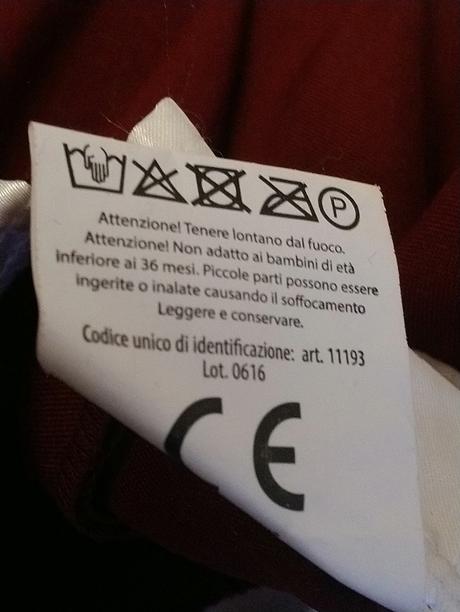 P
Attenzione! Tenere lontano dal fuoco.
Attenzione! Non adatto ai bambini di età
inferiore ai 36 mesi. Piccole parti possono essere
ingerite o inalate causando il soffocamento
Leggere e conservare.
Codice unico di identificazione: art. 11193
Lot. 0616
CE